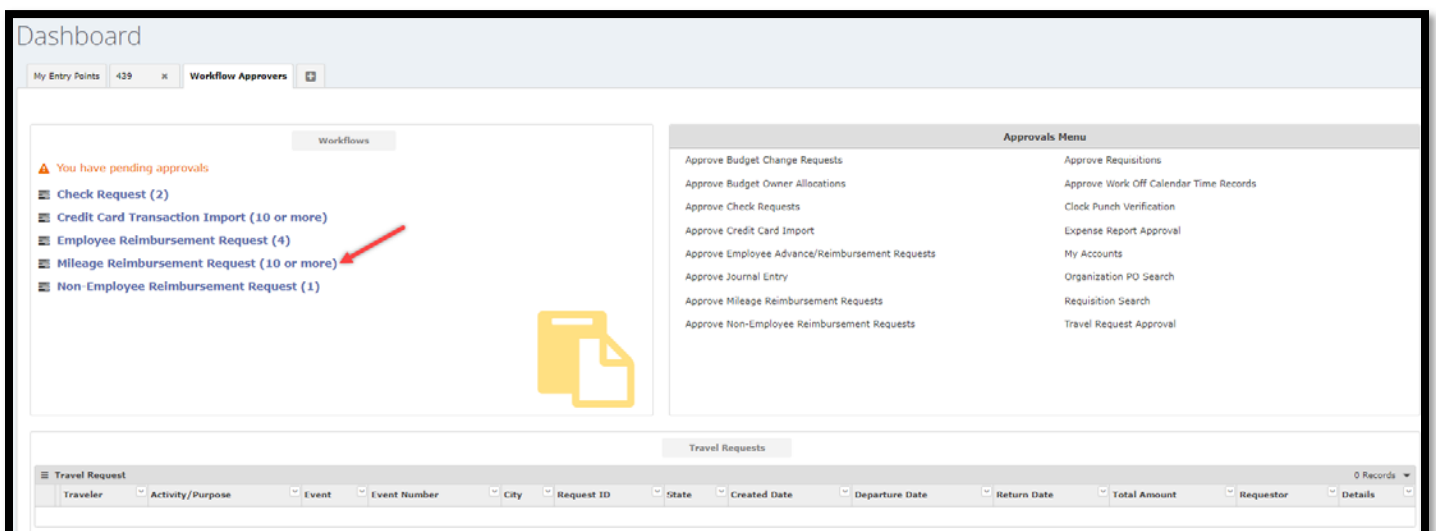 Dashboard
My Entry Points 439 × Workflow Approvers
Workflows
You have pending approvals
Check Request (2)
Credit Card Transaction Import (10 or more)
Employee Reimbursement Request (4)
Mileage Reimbursement Request (10 or more)
Non-Employee Reimbursement Request (1)
Approvals Menu
Approve Budget Change Requests
Approve Budget Owner Allocations
Approve Check Requests
Approve Credit Card Import
Approve Employee Advance/Reimbursement Requests
Approve Journal Entry
Approve Mileage Reimbursement Requests
Approve Non-Employee Reimbursement Requests
Approve Requisitions
Approve Work Off Calendar Time Records
Clock Punch Verification
Expense Report Approval
My Accounts
Organization PO Search
Requisition Search
Travel Request Approval
Travel Requests
Travel Request 0 Records
Traveler Activity/Purpose Event Event Number City Request ID State Created Date Departure Date Return Date Total Amount Requestor Details